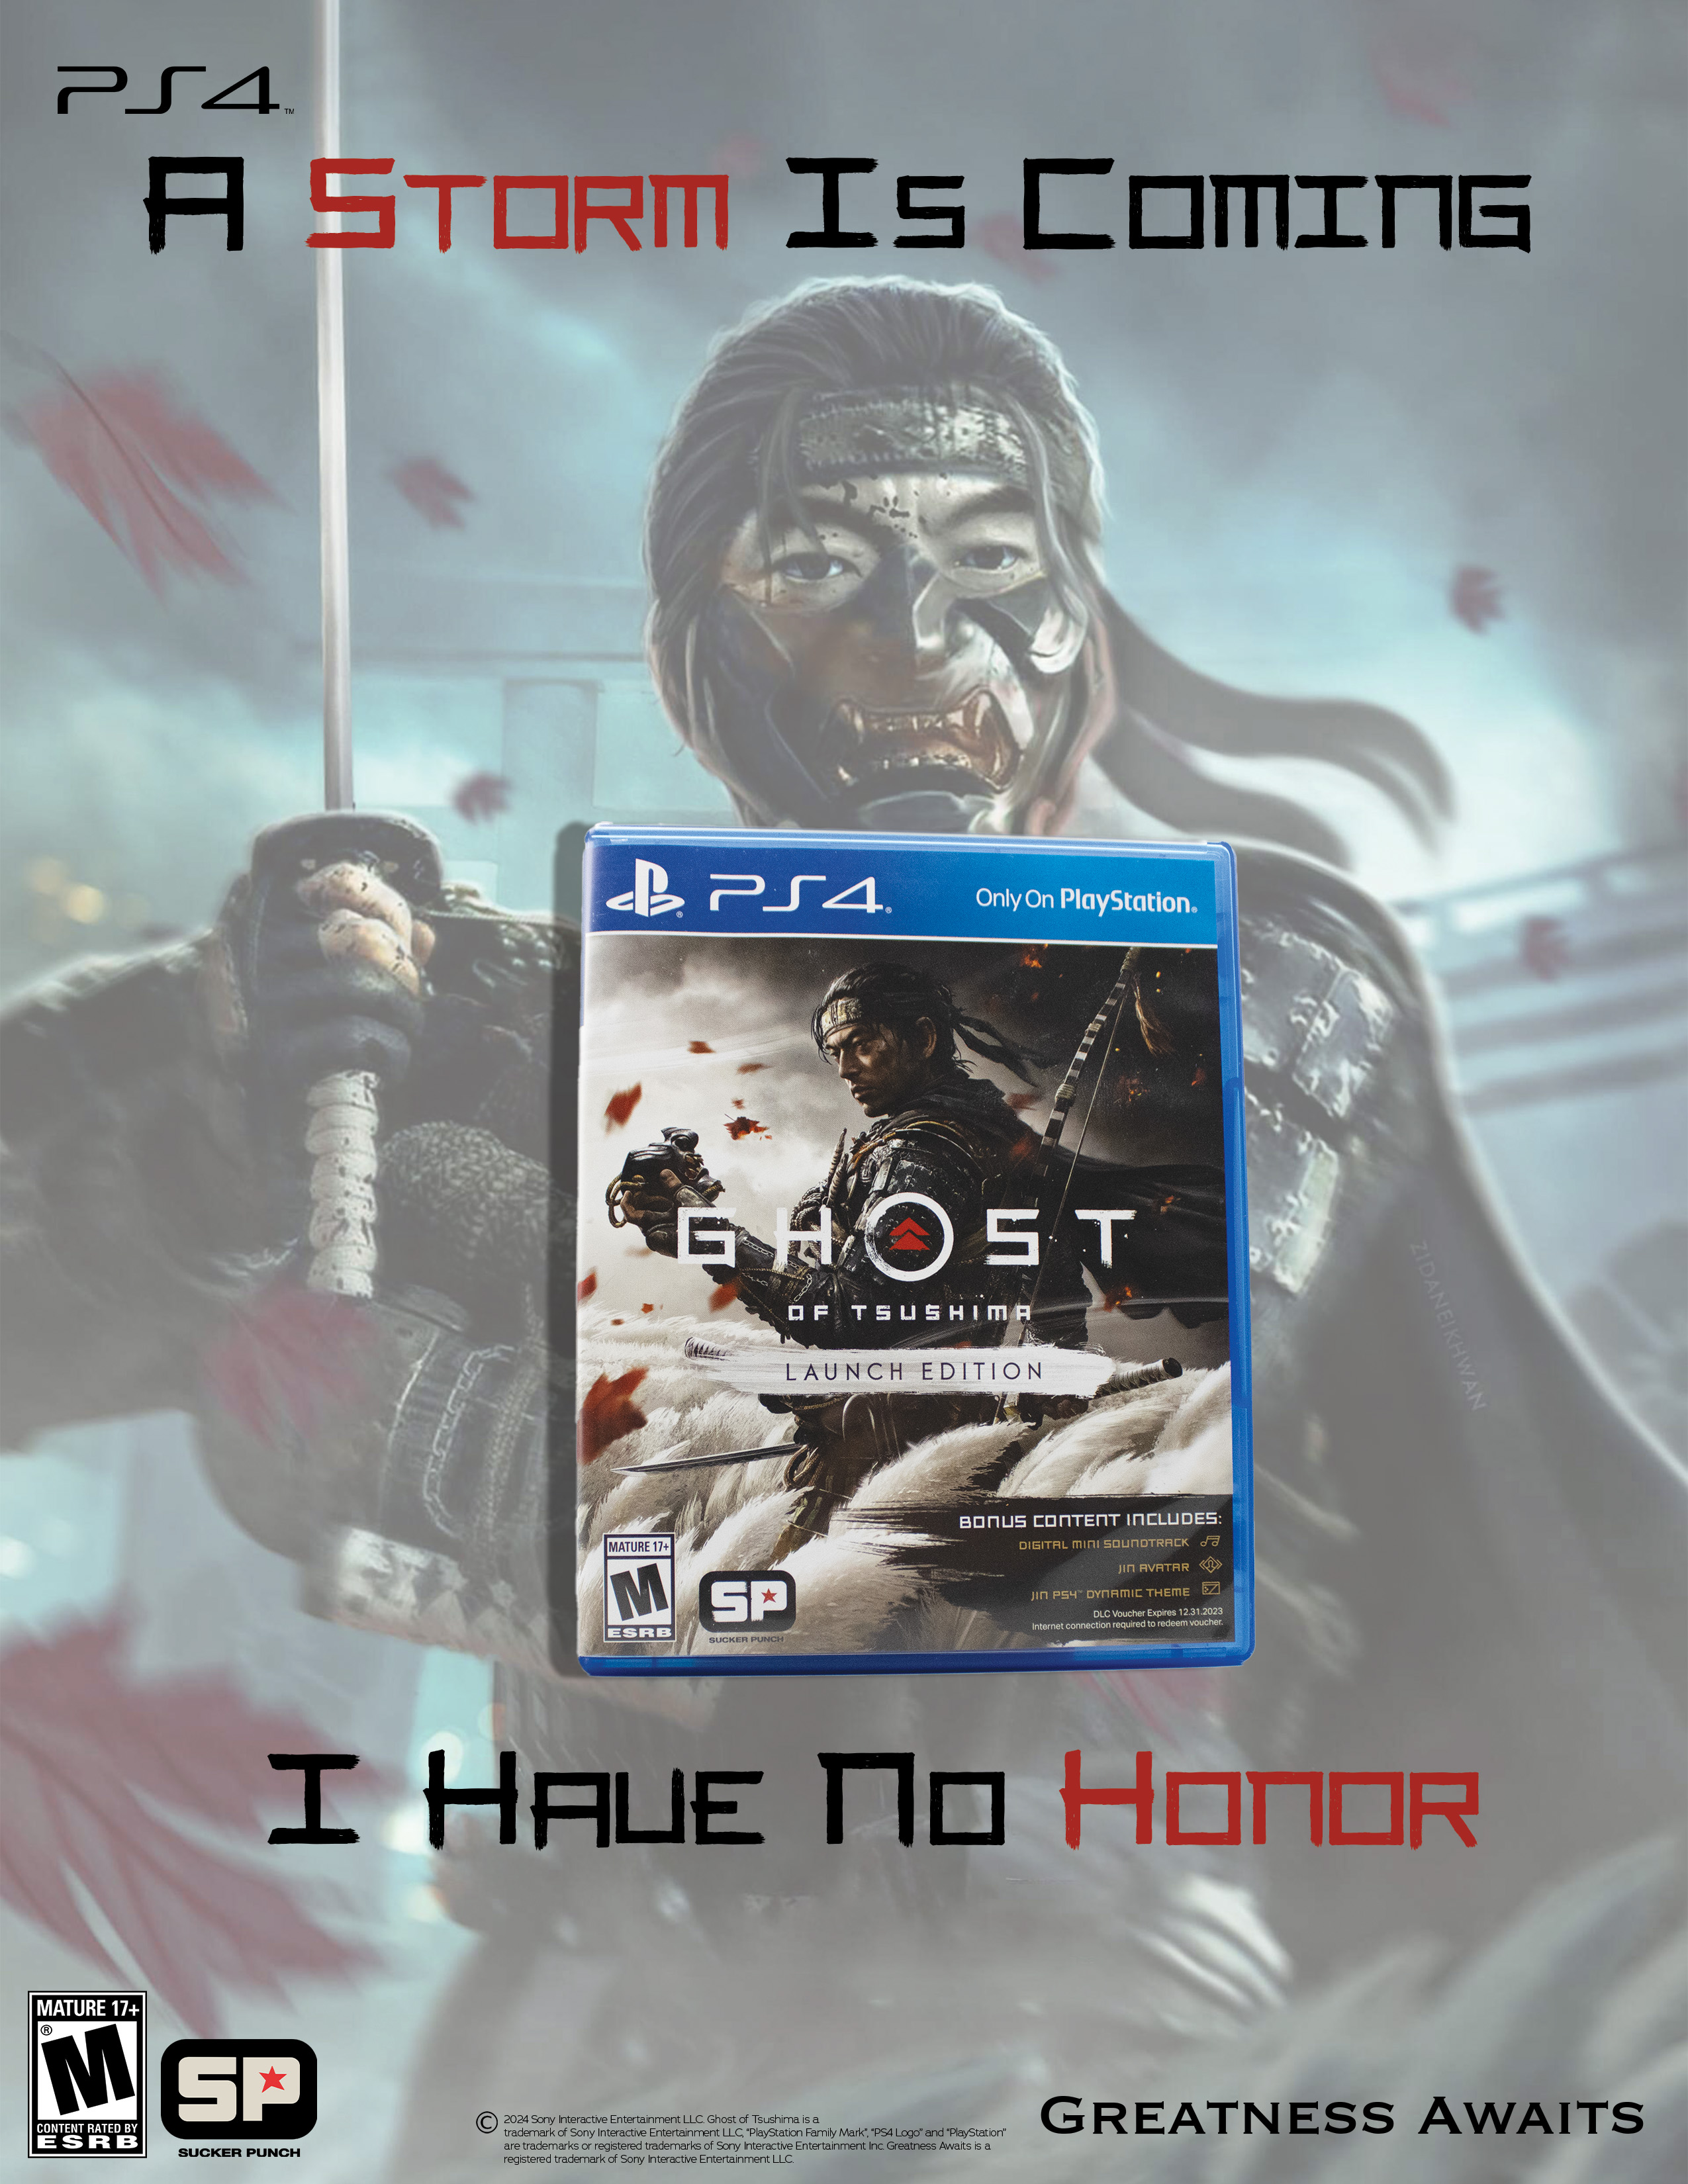 PS4™
A Storm Is Coming
PS4®
Only On PlayStation®
GHOST
OF TSUSHIMA
LAUNCH EDITION
BONUS CONTENT INCLUDES:
DIGITAL MINI SOUNDTRACK
JIN AVATAR
JIN PS4™ DYNAMIC THEME
DLC Voucher Expires 12.31.2023
Internet connection required to redeem voucher.
MATURE 17+
M
ESRB
SP
SUCKER PUNCH
ZIDANEIKHWAN
I Have No Honor
MATURE 17+
®
M
CONTENT RATED BY
ESRB
SP
SUCKER PUNCH
© 2024 Sony Interactive Entertainment LLC. Ghost of Tsushima is a
trademark of Sony Interactive Entertainment LLC, “PlayStation Family Mark”, “PS4 Logo” and “PlayStation”
are trademarks or registered trademarks of Sony Interactive Entertainment Inc. Greatness Awaits is a
registered trademark of Sony Interactive Entertainment LLC.
Greatness Awaits